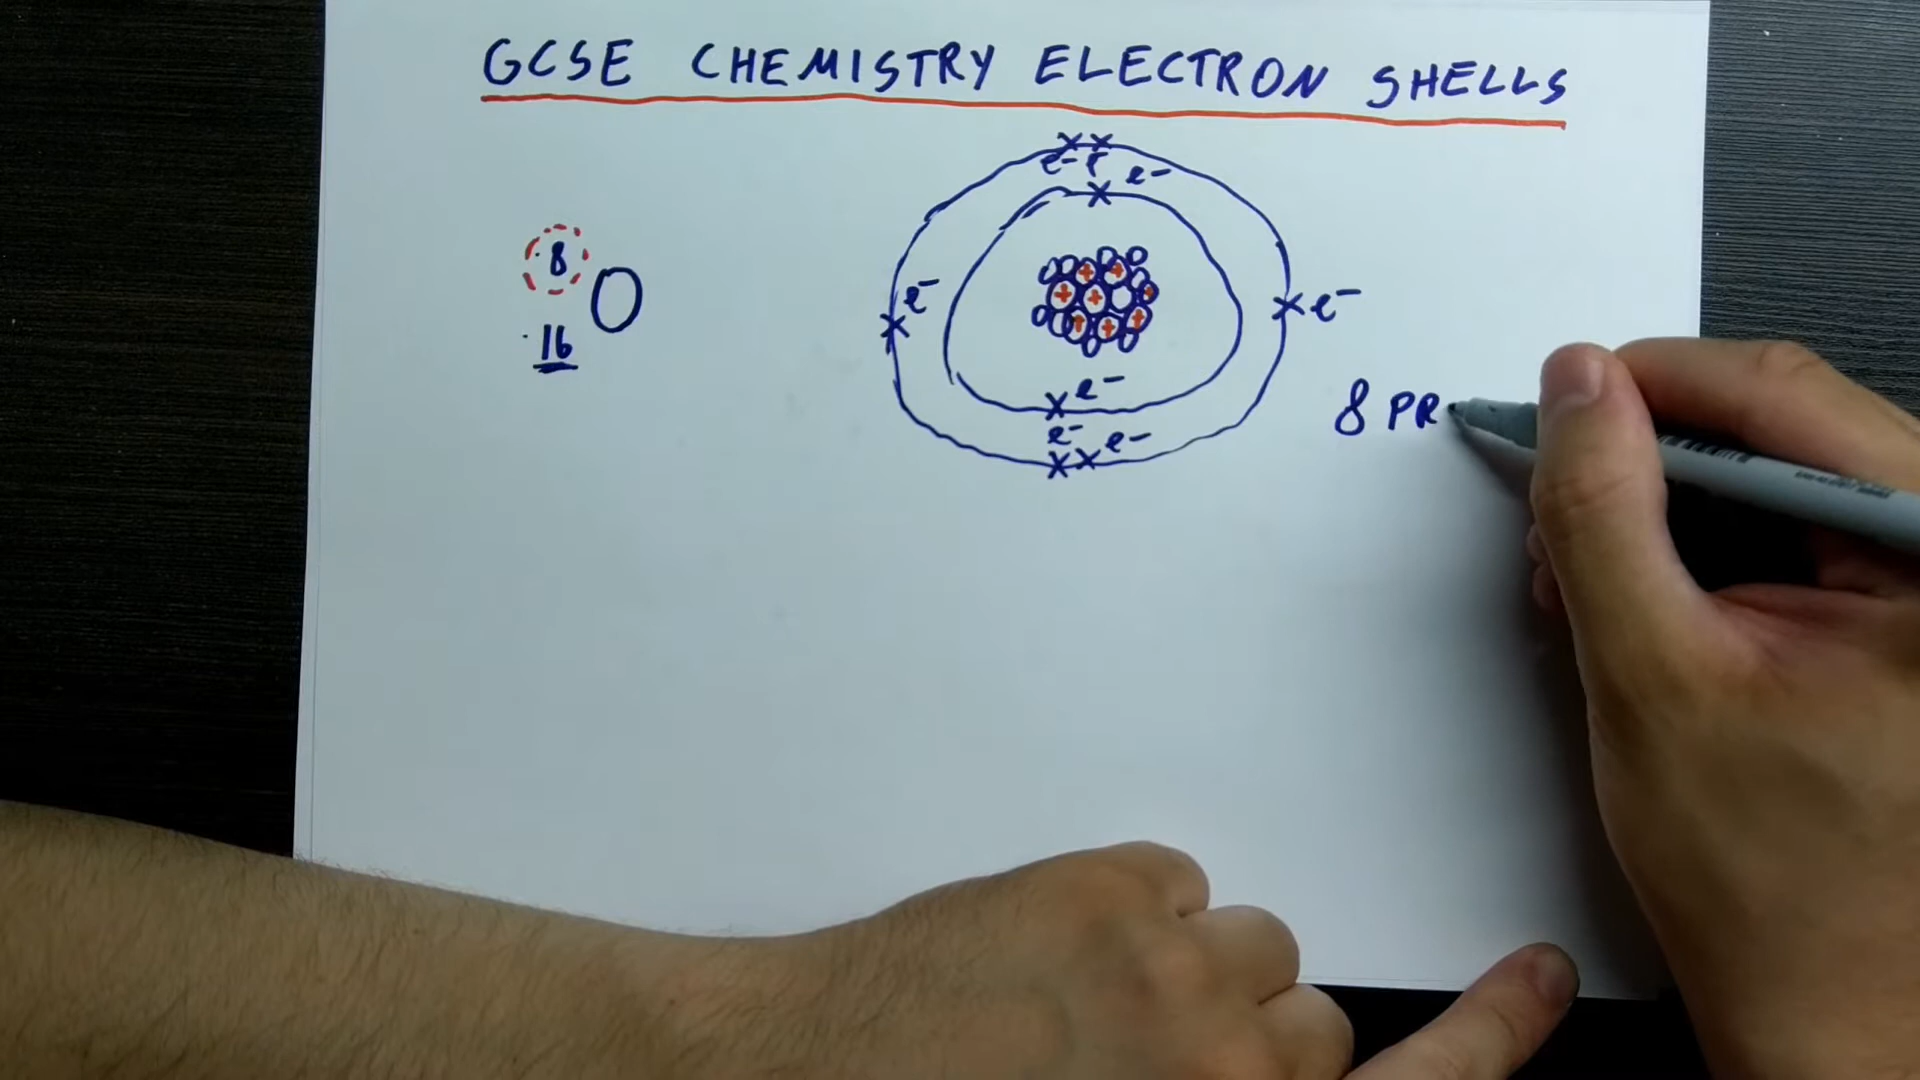 GCSE CHEMISTRY ELECTRON SHELLS
e- e- e-
8
O
16
e-
e-
e-
e- e-
8 PR